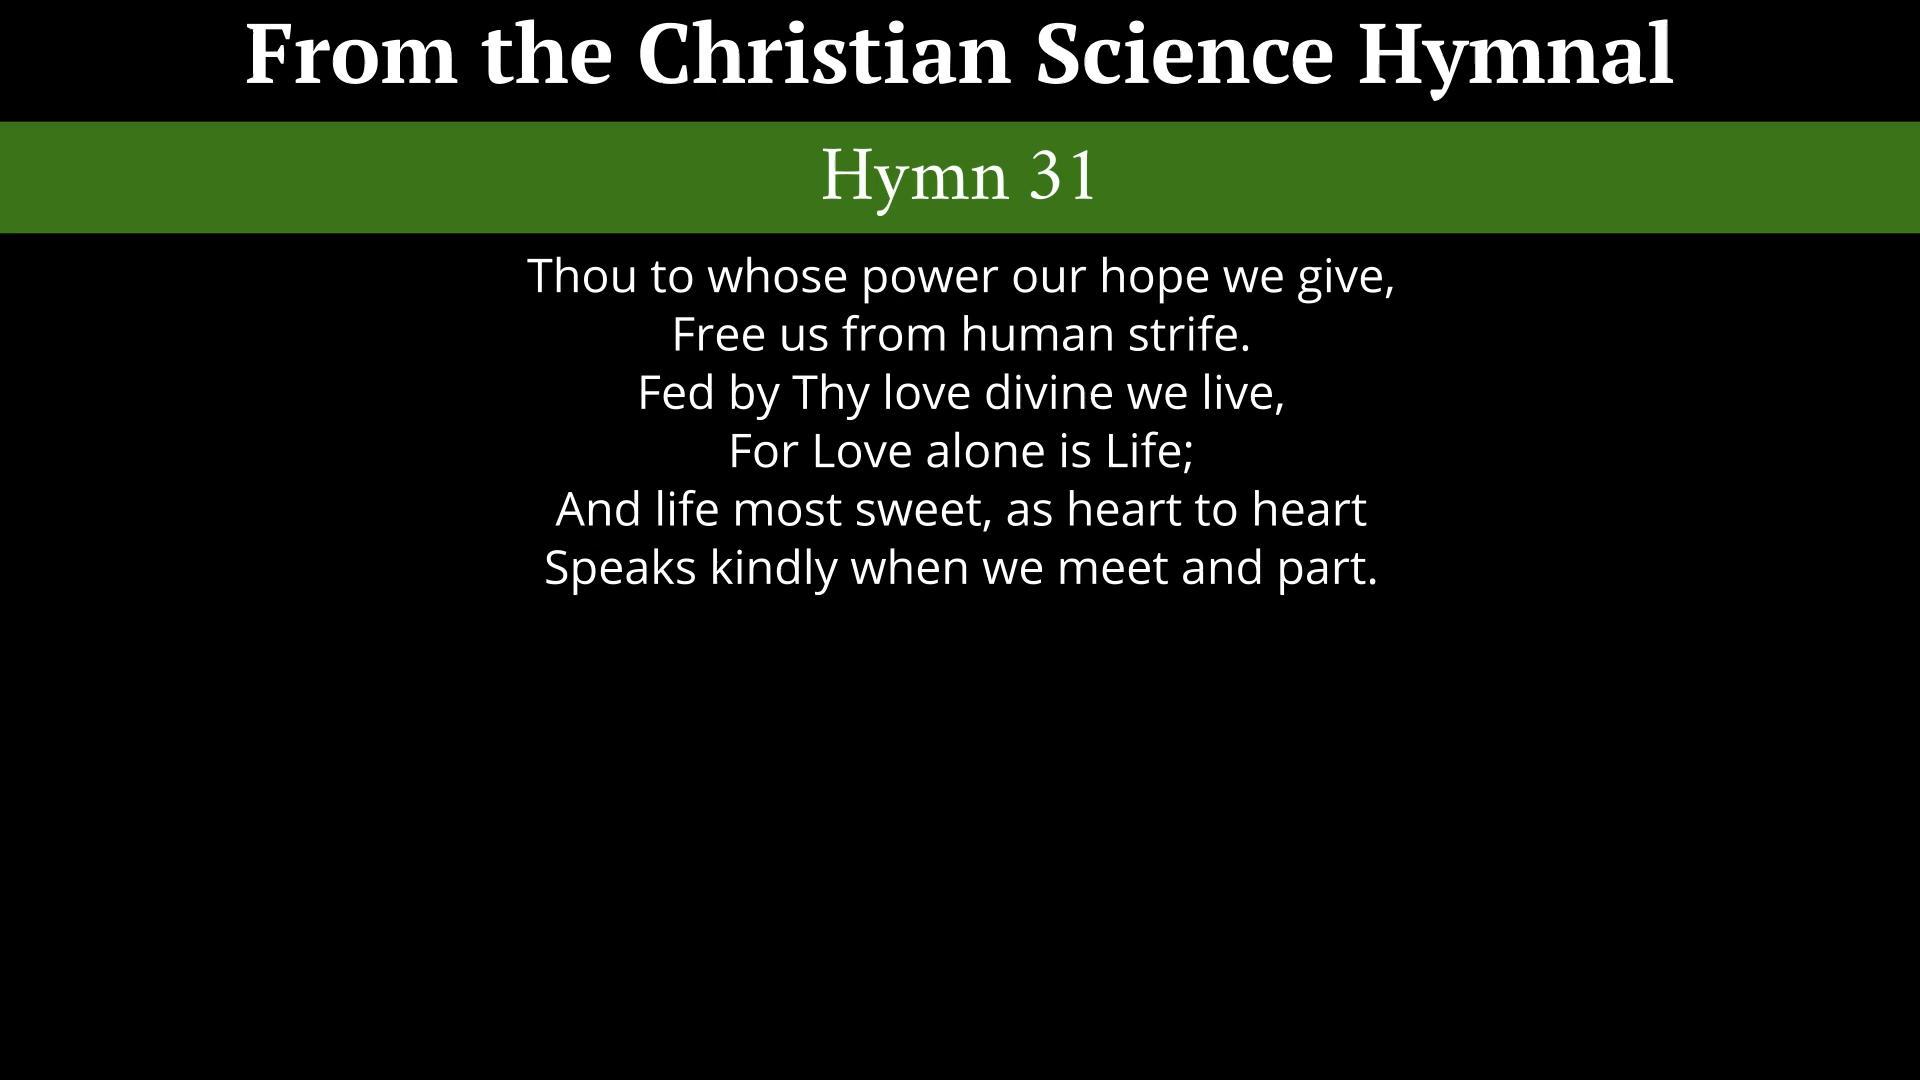 From the Christian Science Hymnal
Hymn 31
Thou to whose power our hope we give,
Free us from human strife.
Fed by Thy love divine we live,
For Love alone is Life;
And life most sweet, as heart to heart
Speaks kindly when we meet and part.